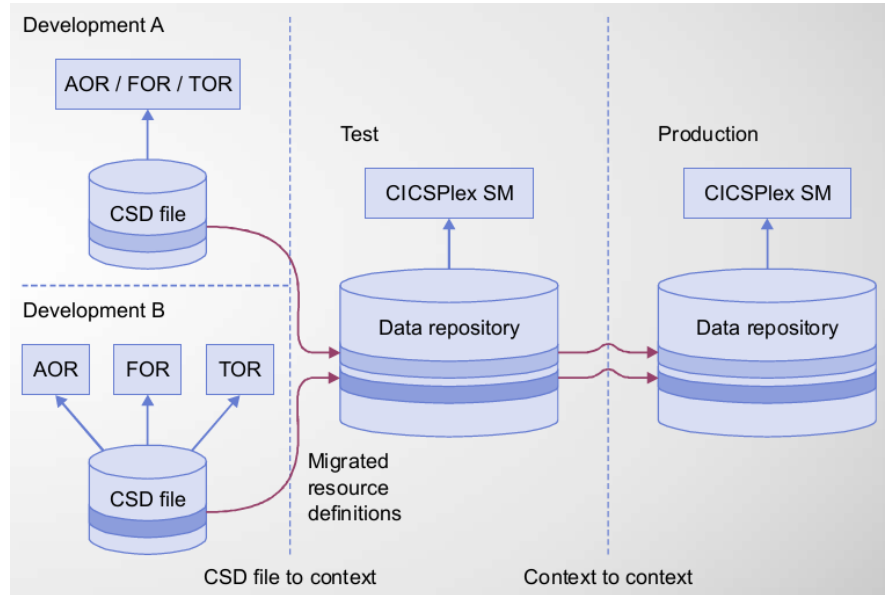 Development A
AOR / FOR / TOR
CSD file
Development B
AOR
FOR
TOR
CSD file
Test
CICSPlex SM
Data repository
Migrated
resource
definitions
Production
CICSPlex SM
Data repository
CSD file to context
Context to context